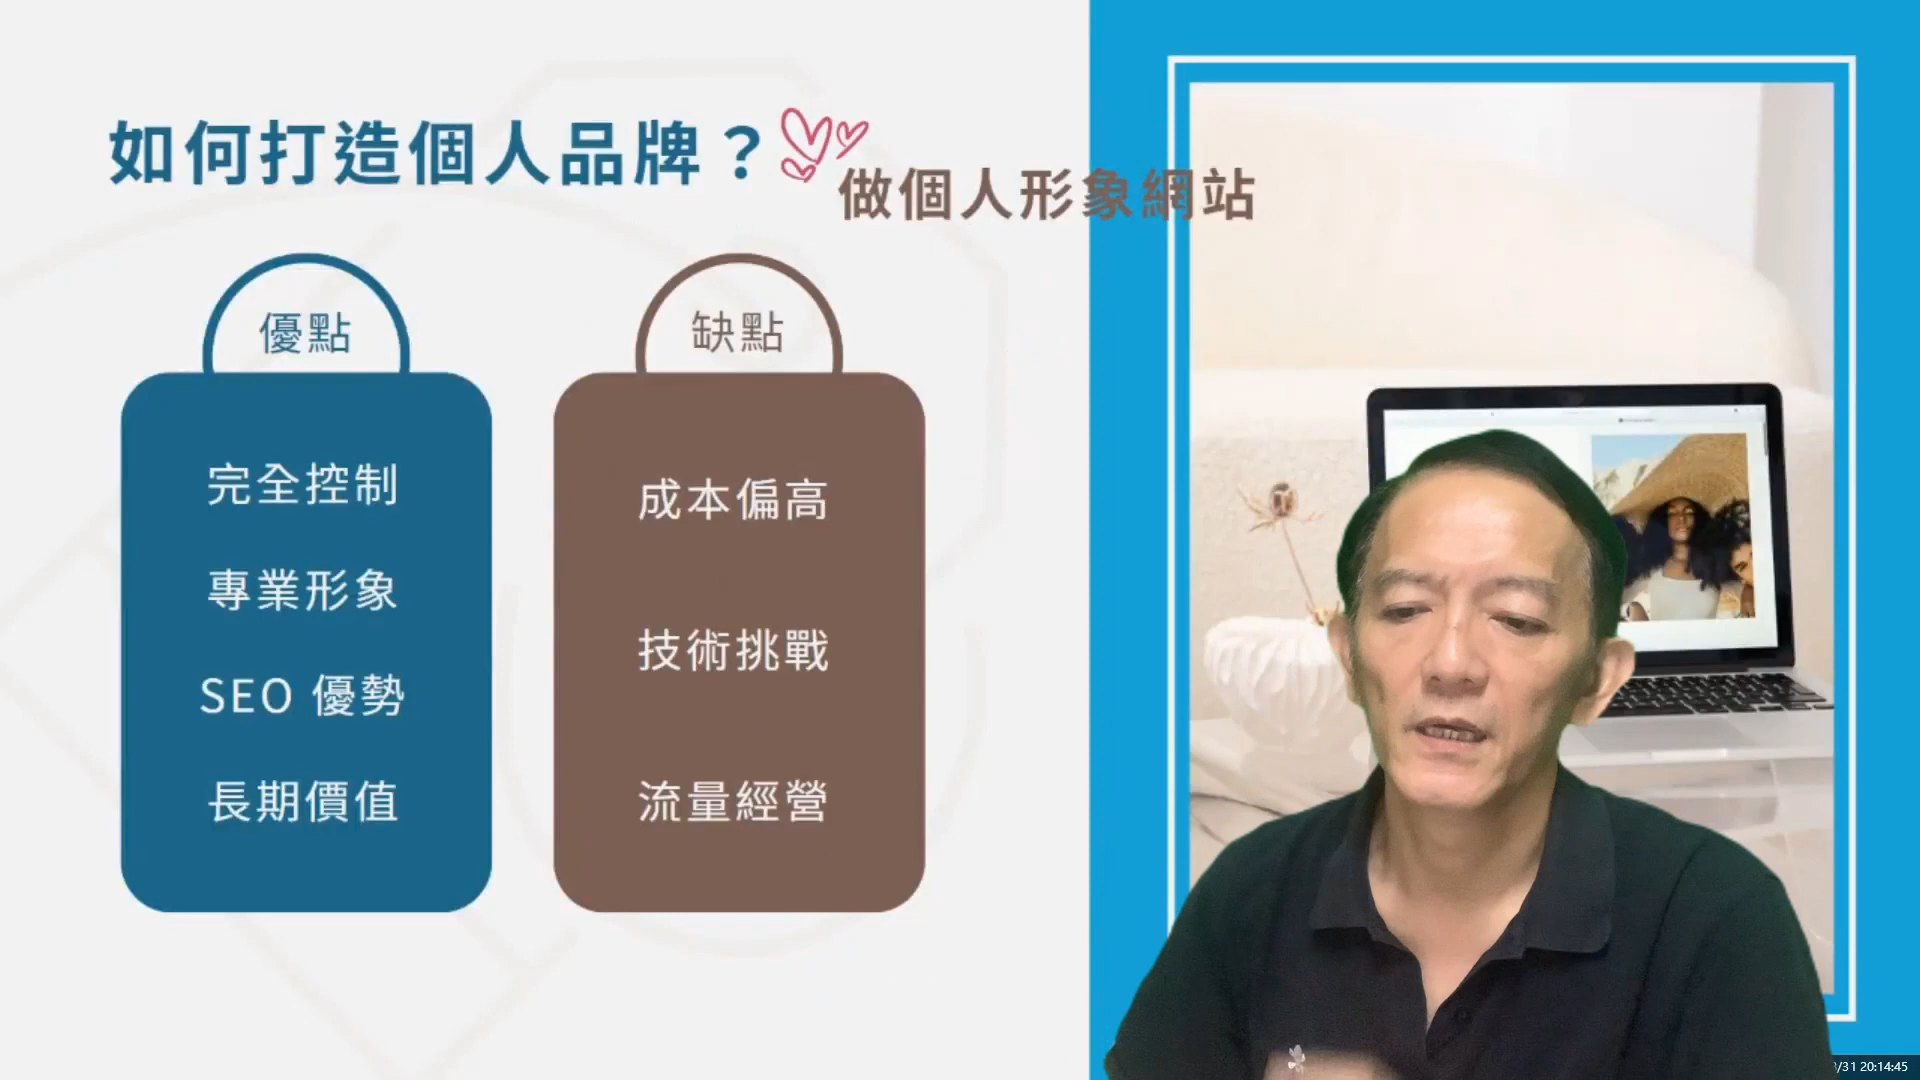 如何打造個人品牌？
做個人形象網站
優點
完全控制
專業形象
SEO 優勢
長期價值
缺點
成本偏高
技術挑戰
流量經營
/31 20:14:45